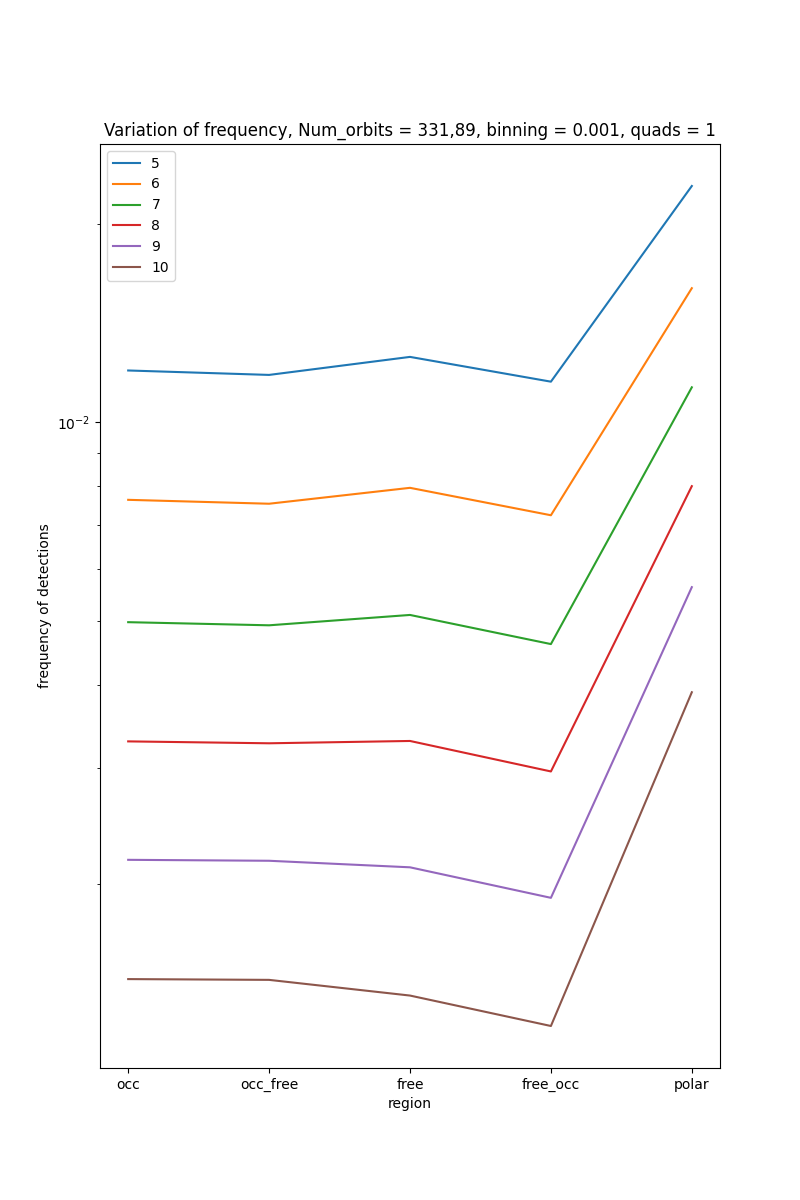 Variation of frequency, Num_orbits = 331,89, binning = 0.001, quads = 1
5
6
7
8
9
10
10⁻²
frequency of detections
occ
occ_free
free
free_occ
polar
region